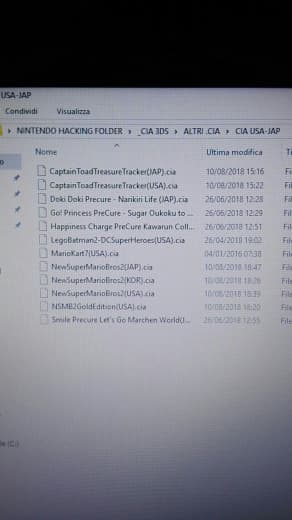 USA-JAP
Condividi Visualizza
NINTENDO HACKING FOLDER > _CIA 3DS > ALTRI .CIA > CIA USA-JAP
Nome Ultima modifica Ti
CaptainToadTreasureTracker(JAP).cia 10/08/2018 15:16 Fil
CaptainToadTreasureTracker(USA).cia 10/08/2018 15:22 Fil
Doki Doki Precure - Narikiri Life (JAP).cia 26/06/2018 12:28 File
Go! Princess PreCure - Sugar Oukoku to ... 26/06/2018 12:29 File
Happiness Charge PreCure Kawarun Coll... 26/06/2018 12:51 File
LegoBatman2-DCSuperHeroes(USA).cia 26/04/2018 19:02 File
MarioKart7(USA).cia 04/01/2016 07:38 File
NewSuperMarioBros2(JAP).cia 10/08/2018 18:47 File
NewSuperMarioBros2(KOR).cia 10/08/2018 18:26 File
NewSuperMarioBros2(USA).cia 10/08/2018 18:39 File
NSMB2GoldEdition(USA).cia 10/08/2018 18:20 File
Smile Precure Let's Go Marchen World(J... 26/06/2018 12:55 File
(C:)